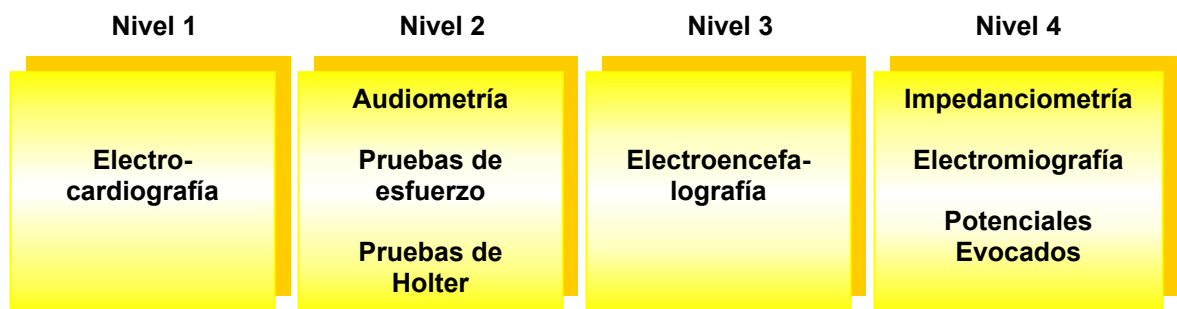 Nivel 1
Nivel 2
Nivel 3
Nivel 4
Electro-
cardiografía
Audiometría
Pruebas de
esfuerzo
Pruebas de
Holter
Electroencefa-
lografía
Impedanciometría
Electromiografía
Potenciales
Evocados